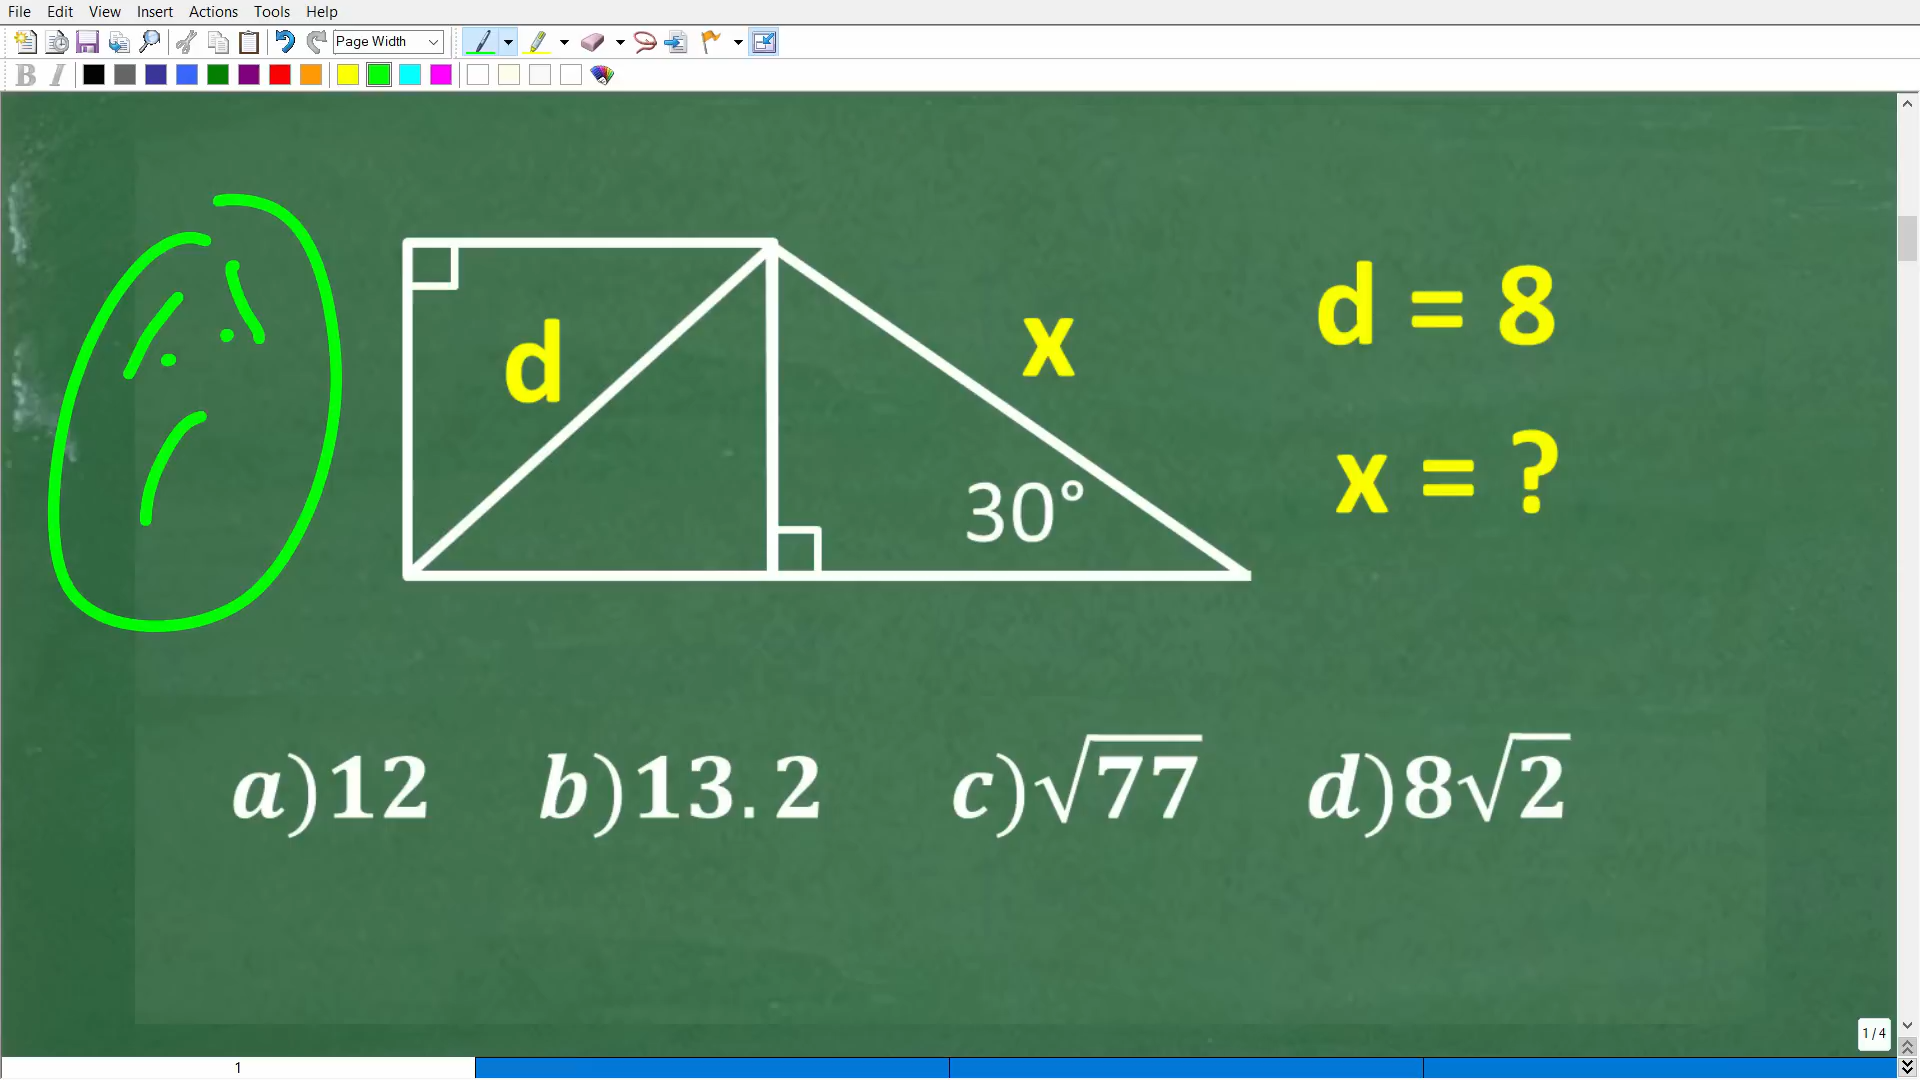 File Edit View Insert Actions Tools Help
Page Width
B I
d
x
30°
d = 8
x = ?
a)12 b)13.2 c)√77 d)8√2
1 / 4
1